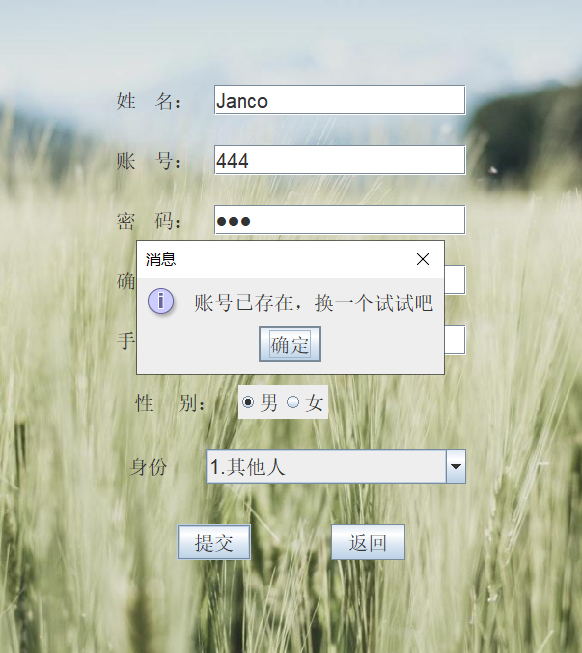 姓 名： Janco
账 号： 444
密 码： ●●●
消息
确
账号已存在，换一个试试吧
手
确定
性 别： 男 女
身份 1.其他人
提交 返回